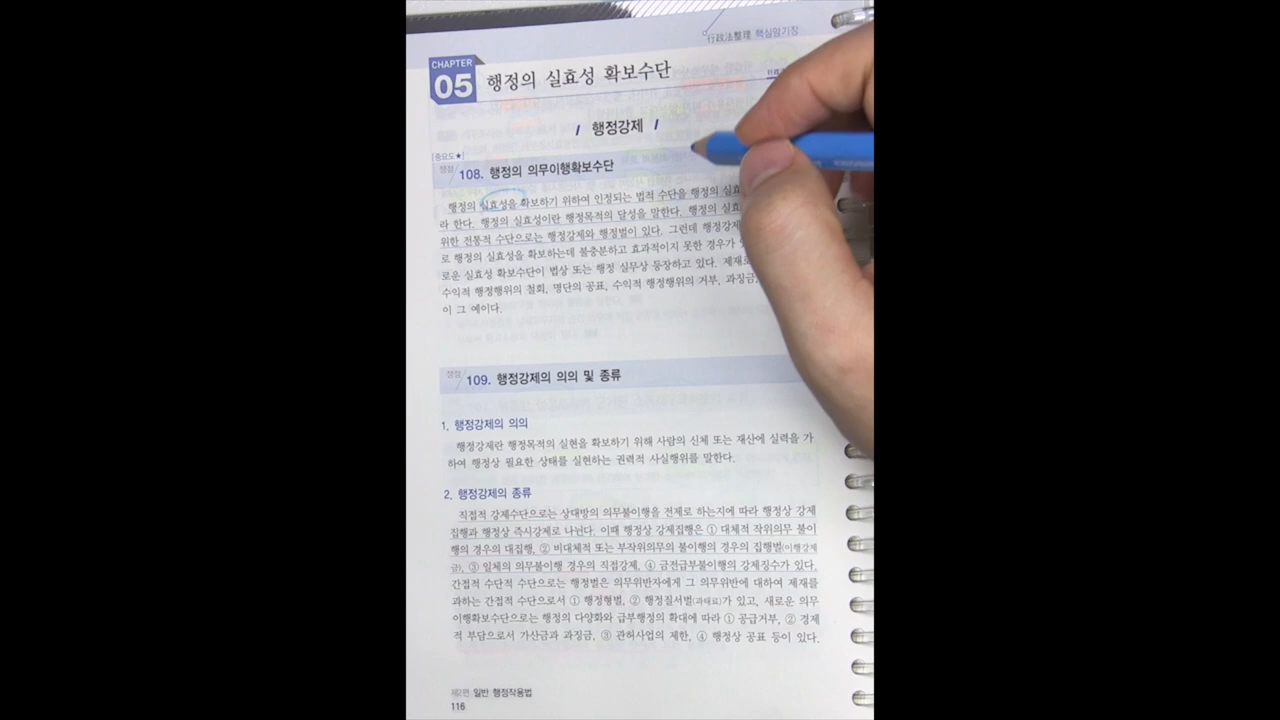 行政法整理 핵심암기장
CHAPTER
05 행정의 실효성 확보수단
/ 행정강제 /
[중요도★]
쟁점 108. 행정의 의무이행확보수단
행정의 실효성을 확보하기 위하여 인정되는 법적 수단을 행정의 실효
라 한다. 행정의 실효성이란 행정목적의 달성을 말한다. 행정의 실효
위한 전통적 수단으로는 행정강제와 행정벌이 있다. 그런데 행정강제
로 행정의 실효성을 확보하는데 불충분하고 효과적이지 못한 경우가
로운 실효성 확보수단이 법상 또는 행정 실무상 등장하고 있다. 제재로
수익적 행정행위의 철회, 명단의 공표, 수익적 행정행위의 거부, 과징금,
이 그 예이다.
쟁점 109. 행정강제의 의의 및 종류
1. 행정강제의 의의
행정강제란 행정목적의 실현을 확보하기 위해 사람의 신체 또는 재산에 실력을 가
하여 행정상 필요한 상태를 실현하는 권력적 사실행위를 말한다.
2. 행정강제의 종류
직접적 강제수단으로는 상대방의 의무불이행을 전제로 하는지에 따라 행정상 강제
집행과 행정상 즉시강제로 나뉜다. 이때 행정상 강제집행은 ① 대체적 작위의무 불이
행의 경우의 대집행, ② 비대체적 또는 부작위의무의 불이행의 경우의 집행벌(이행강제
금), ③ 일체의 의무불이행 경우의 직접강제, ④ 금전급부불이행의 강제징수가 있다.
간접적 수단적 수단으로는 행정벌은 의무위반자에게 그 의무위반에 대하여 제재를
과하는 간접적 수단으로서 ① 행정형벌, ② 행정질서벌(과태료)가 있고, 새로운 의무
이행확보수단으로는 행정의 다양화와 급부행정의 확대에 따라 ① 공급거부, ② 경제
적 부담으로서 가산금과 과징금, ③ 관허사업의 제한, ④ 행정상 공표 등이 있다.
제2편 일반 행정작용법
116